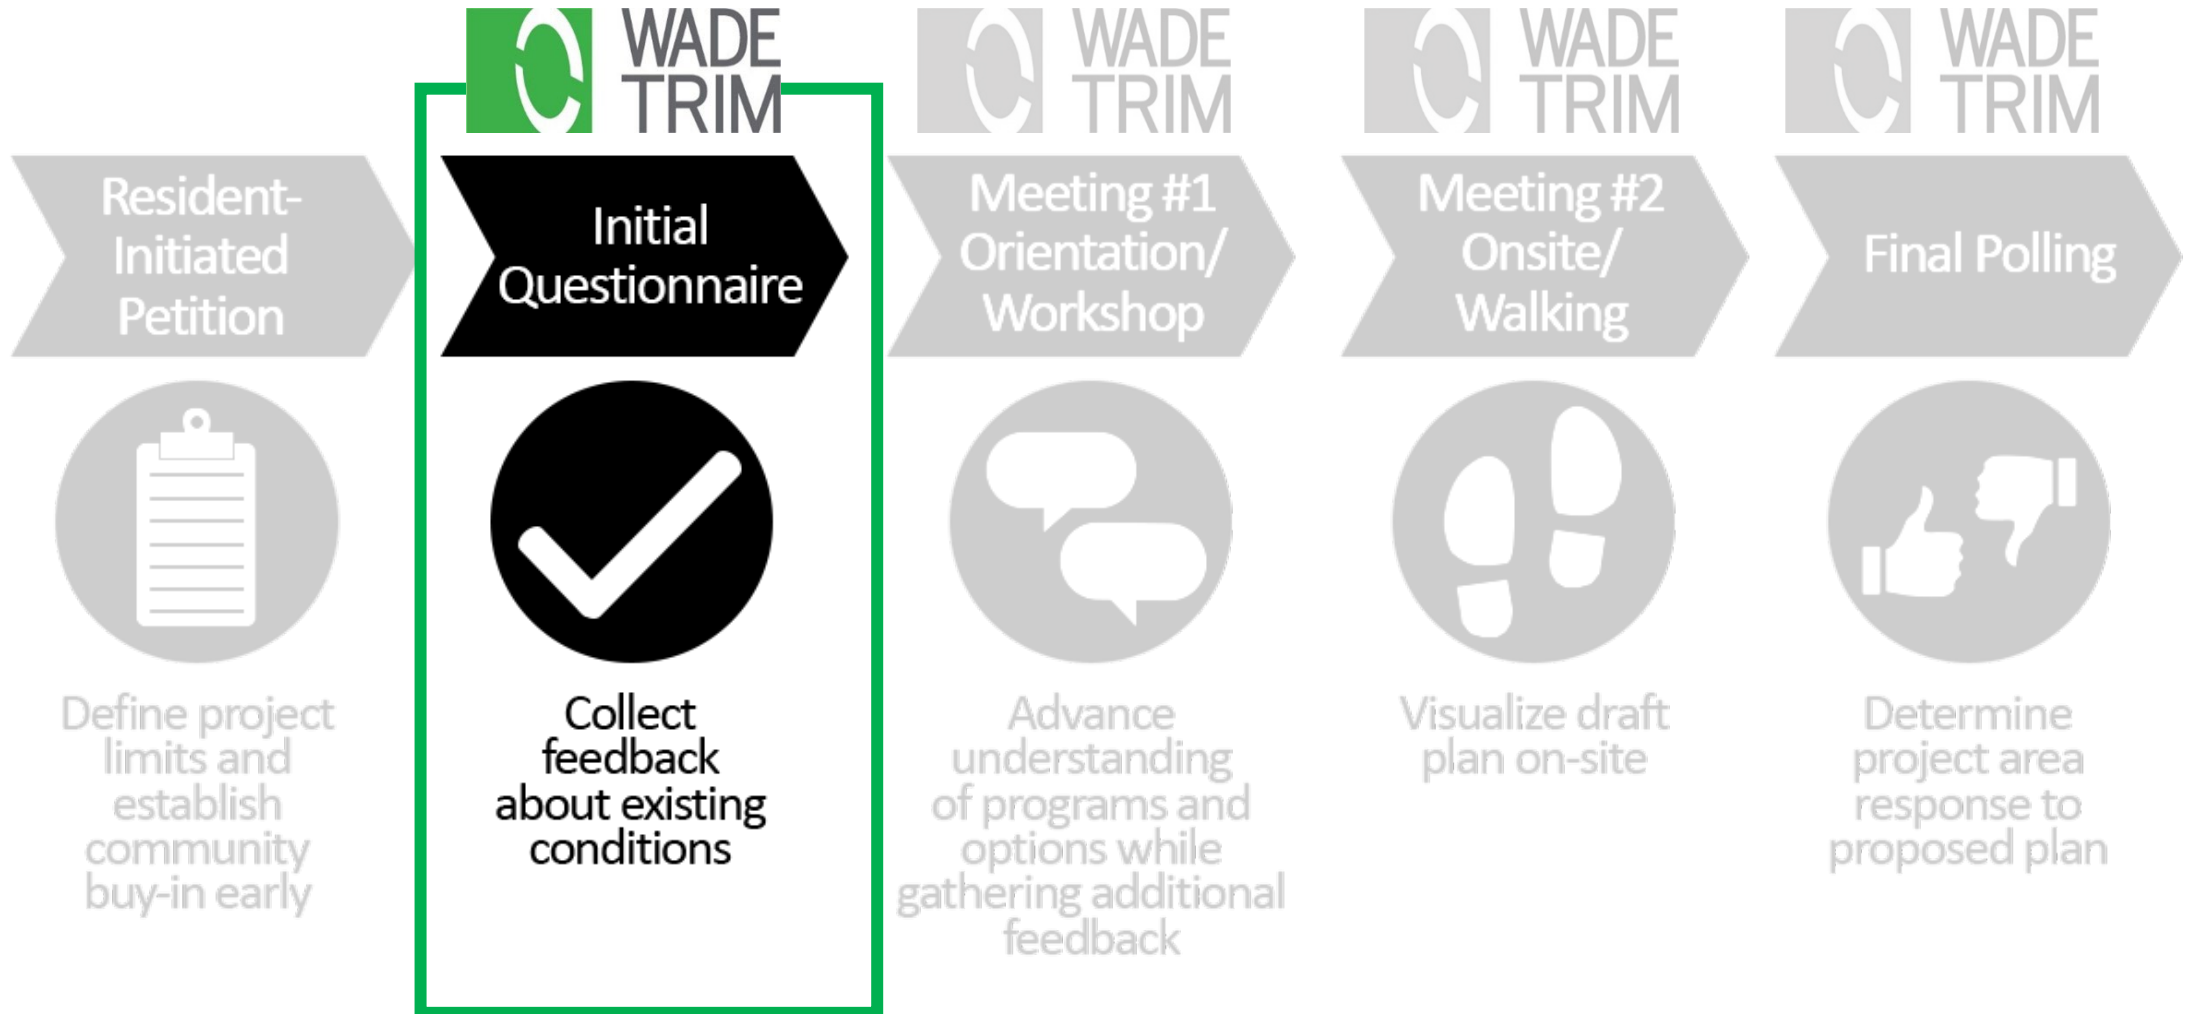 WADE
TRIM
WADE
TRIM
WADE
TRIM
WADE
TRIM
Resident-
Initiated
Petition
Define project
limits and
establish
community
buy-in early
Initial
Questionnaire
Collect
feedback
about existing
conditions
Meeting #1
Orientation/
Workshop
Advance
understanding
of programs and
options while
gathering additional
feedback
Meeting #2
Onsite/
Walking
Visualize draft
plan on-site
Final Polling
Determine
project area
response to
proposed plan